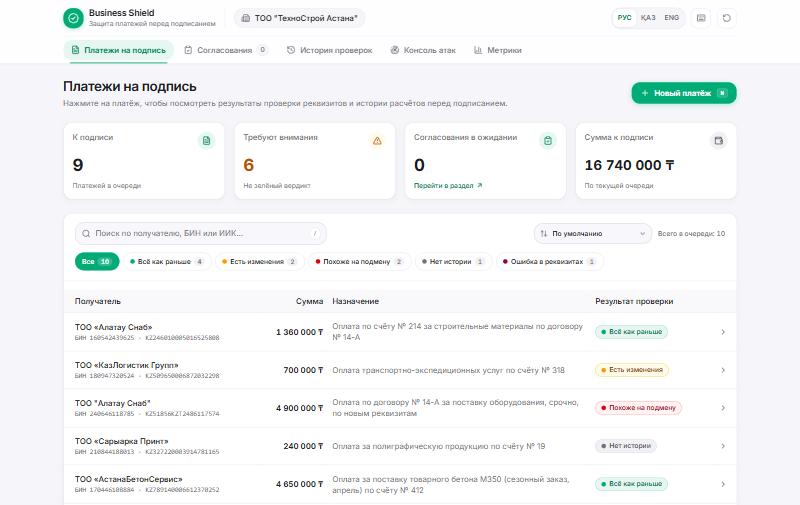 Business Shield
Защита платежей перед подписанием
ТОО "ТехноСтрой Астана"
РУС ҚАЗ ENG
Платежи на подпись
Согласования 0
История проверок
Консоль атак
Метрики
Платежи на подпись
Нажмите на платёж, чтобы посмотреть результаты проверки реквизитов и истории расчётов перед подписанием.
+ Новый платёж N
К подписи
9
Платежей в очереди
Требуют внимания
6
Не зелёный вердикт
Согласования в ожидании
0
Перейти в раздел ↗
Сумма к подписи
16 740 000 ₸
По текущей очереди
Поиск по получателю, БИН или ИИК... /
По умолчанию
Всего в очереди: 10
Все 10
Всё как раньше 4
Есть изменения 2
Похоже на подмену 2
Нет истории 1
Ошибка в реквизитах 1
Получатель Сумма Назначение Результат проверки
ТОО «Алатау Снаб»
БИН 160542439625 · KZ246010005016525808
1 360 000 ₸
Оплата по счёту № 214 за строительные материалы по договору
№ 14-А
Всё как раньше
ТОО «КазЛогистик Групп»
БИН 180947320524 · KZ509650006872032298
700 000 ₸
Оплата транспортно-экспедиционных услуг по счёту № 318
Есть изменения
ТОО "Алатау Снаб"
БИН 240646118785 · KZ51856KZT2486117574
4 900 000 ₸
Оплата по договору № 14-А за поставку оборудования, срочно,
по новым реквизитам
Похоже на подмену
ТОО «Сарыарка Принт»
БИН 210844188013 · KZ327220003914781165
240 000 ₸
Оплата за полиграфическую продукцию по счёту № 19
Нет истории
ТОО «АстанаБетонСервис»
БИН 170446108884 · KZ789140006612370252
4 650 000 ₸
Оплата за поставку товарного бетона М350 (сезонный заказ,
апрель) по счёту № 412
Всё как раньше